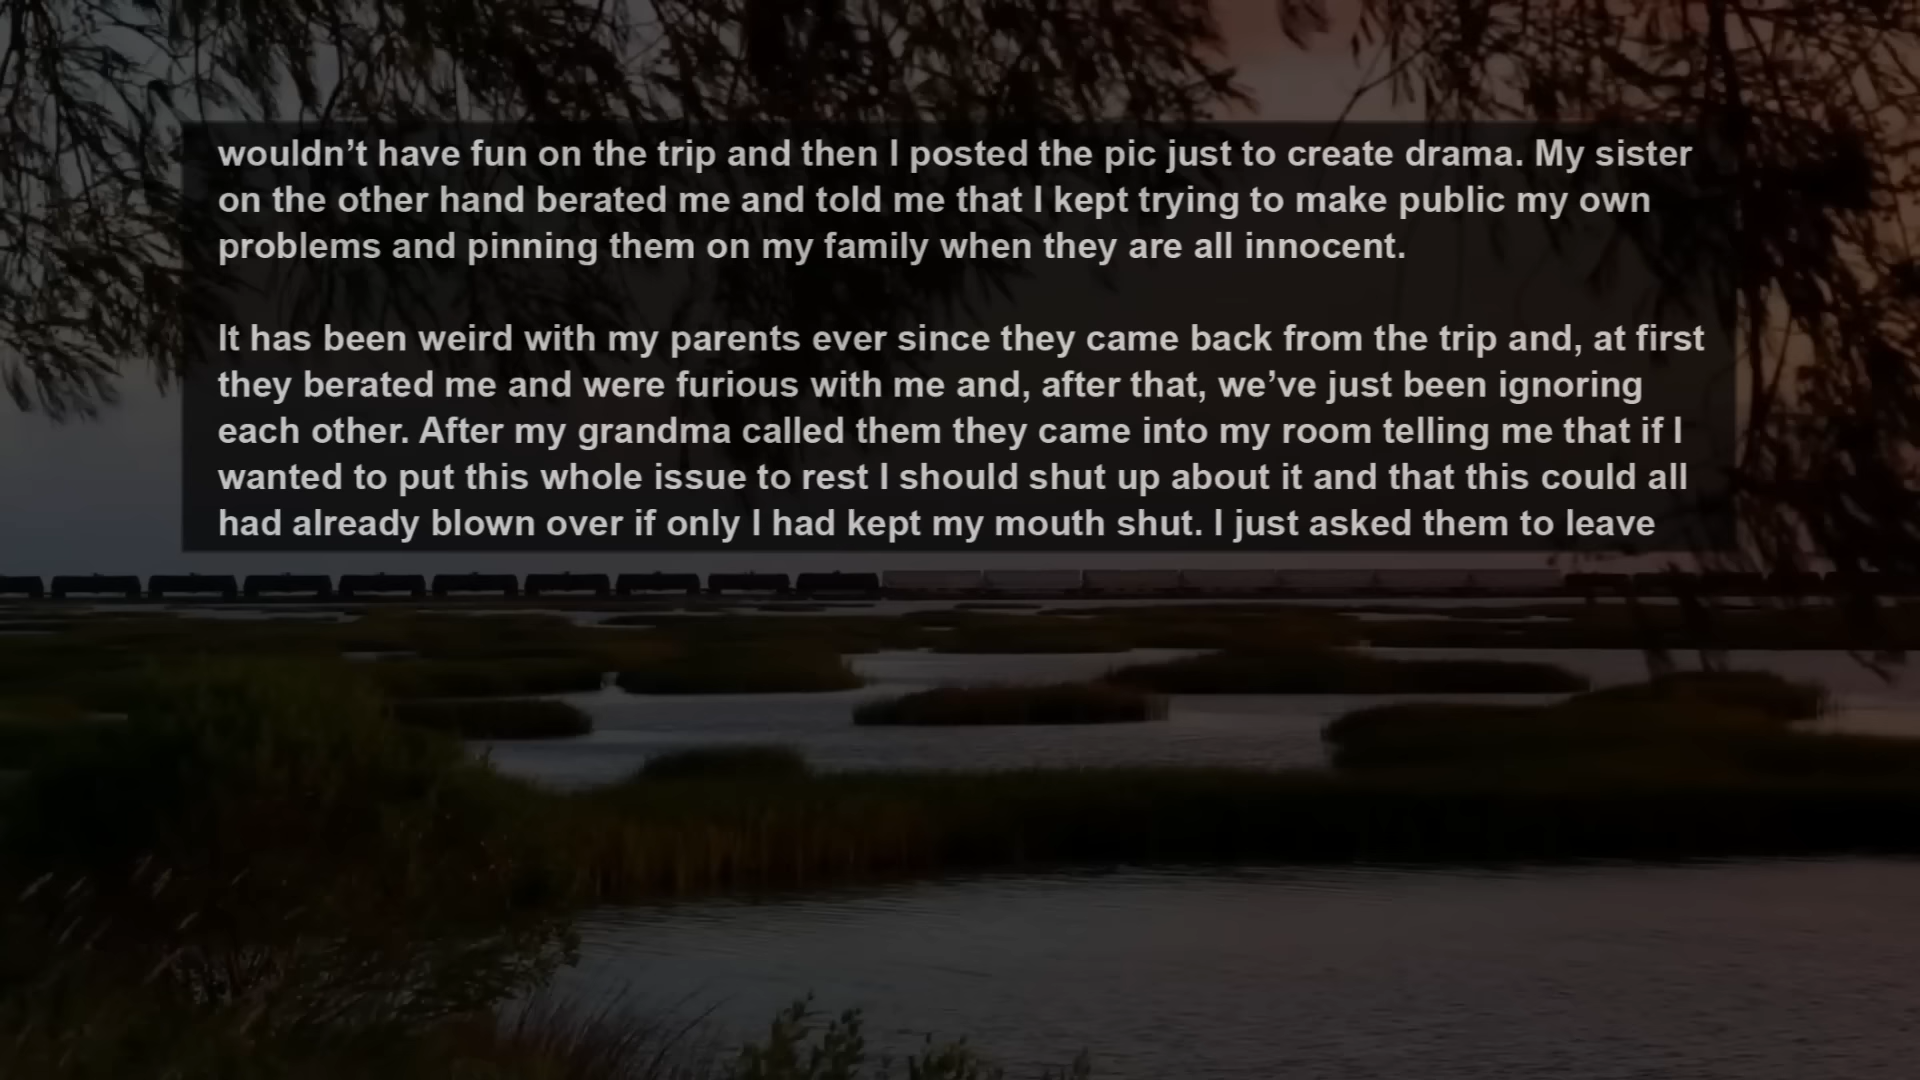 wouldn’t have fun on the trip and then I posted the pic just to create drama. My sister
on the other hand berated me and told me that I kept trying to make public my own
problems and pinning them on my family when they are all innocent.
It has been weird with my parents ever since they came back from the trip and, at first
they berated me and were furious with me and, after that, we’ve just been ignoring
each other. After my grandma called them they came into my room telling me that if I
wanted to put this whole issue to rest I should shut up about it and that this could all
had already blown over if only I had kept my mouth shut. I just asked them to leave